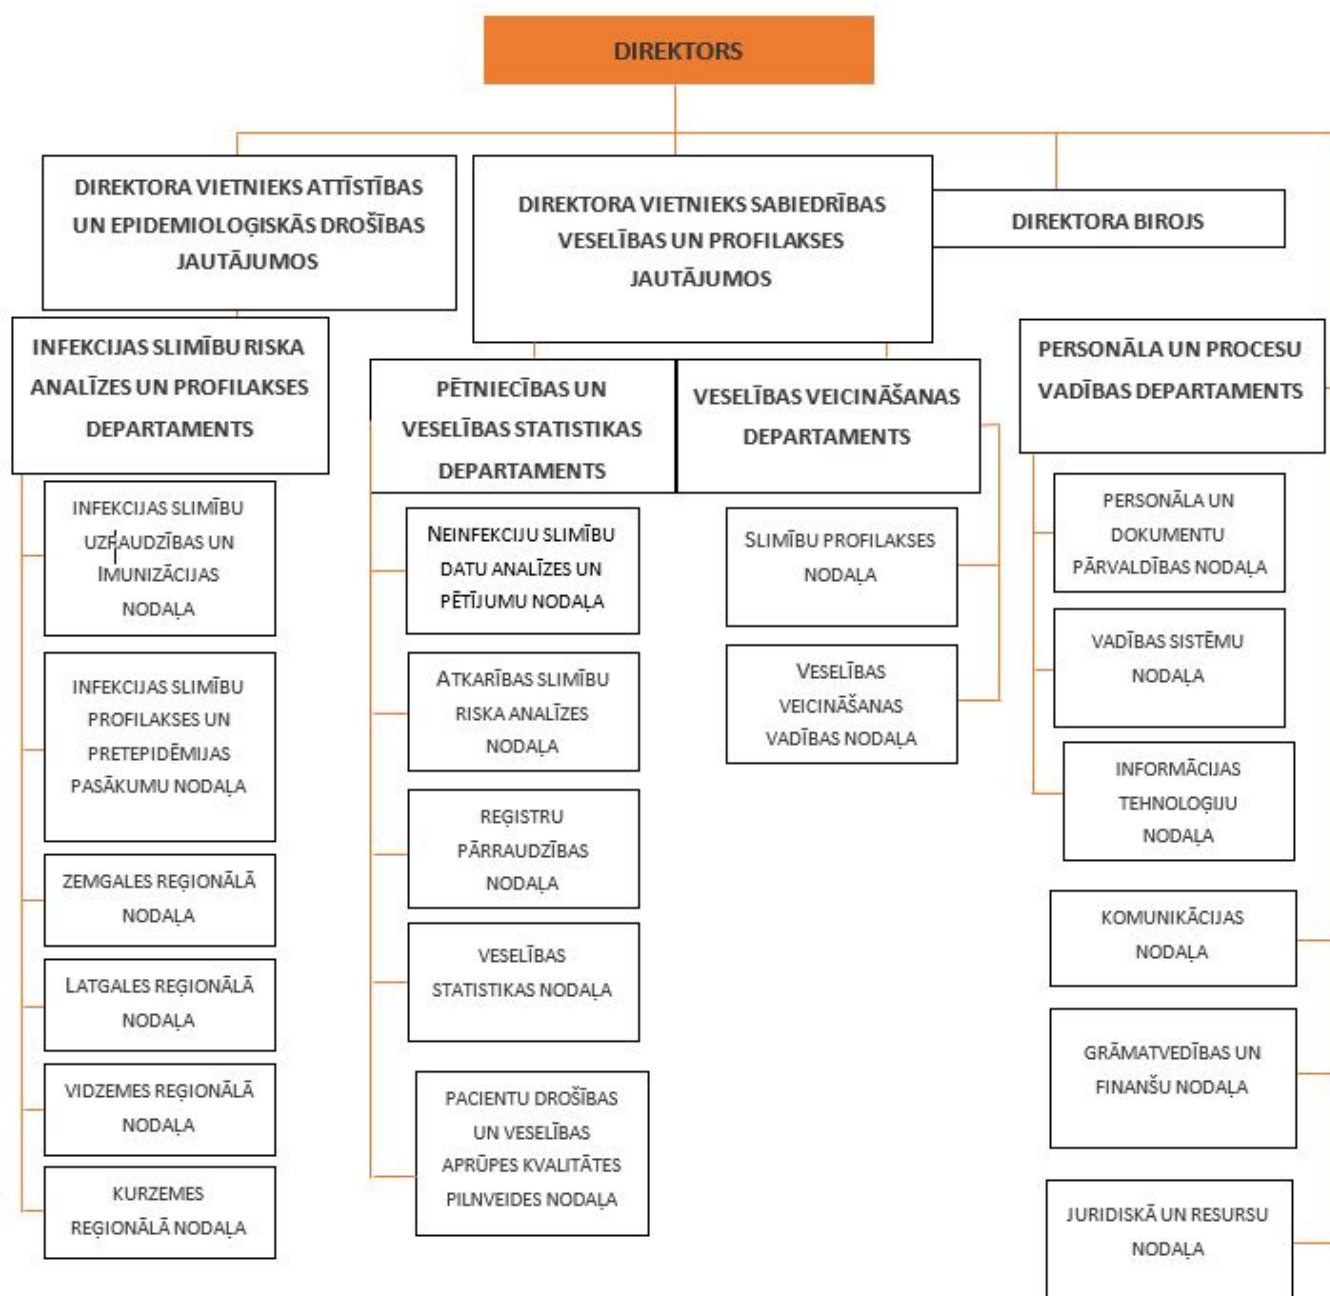 DIREKTORS
DIREKTORA VIETNIEKS ATTĪSTĪBAS
UN EPIDEMIOLOĢISKĀS DROŠĪBAS
JAUTĀJUMOS
DIREKTORA VIETNIEKS SABIEDRĪBAS
VESELĪBAS UN PROFILAKSES
JAUTĀJUMOS
DIREKTORA BIROJS
INFEKCIJAS SLIMĪBU RISKA
ANALĪZES UN PROFILAKSES
DEPARTAMENTS
INFEKCIJAS SLIMĪBU
UZRAUDZĪBAS UN
IMUNIZĀCIJAS
NODAĻA
INFEKCIJAS SLIMĪBU
PROFILAKSES UN
PRETEPIDĒMIJAS
PASĀKUMU NODAĻA
ZEMGALES REĢIONĀLĀ
NODAĻA
LATGALES REĢIONĀLĀ
NODAĻA
VIDZEMES REĢIONĀLĀ
NODAĻA
KURZEMES
REĢIONĀLĀ NODAĻA
PĒTNIECĪBAS UN
VESELĪBAS STATISTIKAS
DEPARTAMENTS
NEINFEKCIJU SLIMĪBU
DATU ANALĪZES UN
PĒTĪJUMU NODAĻA
ATKARĪBAS SLIMĪBU
RISKA ANALĪZES
NODAĻA
REĢISTRU
PĀRRAUDZĪBAS
NODAĻA
VESELĪBAS
STATISTIKAS NODAĻA
PACIENTU DROŠĪBAS
UN VESELĪBAS
APRŪPES KVALITĀTES
PILNVEIDES NODAĻA
VESELĪBAS VEICINĀŠANAS
DEPARTAMENTS
SLIMĪBU PROFILAKSES
NODAĻA
VESELĪBAS
VEICINĀŠANAS
VADĪBAS NODAĻA
PERSONĀLA UN PROCESU
VADĪBAS DEPARTAMENTS
PERSONĀLA UN
DOKUMENTU
PĀRVALDĪBAS NODAĻA
VADĪBAS SISTĒMU
NODAĻA
INFORMĀCIJAS
TEHNOLOĢIJU
NODAĻA
KOMUNIKĀCIJAS
NODAĻA
GRĀMATVEDĪBAS UN
FINANŠU NODAĻA
JURIDISKĀ UN RESURSU
NODAĻA